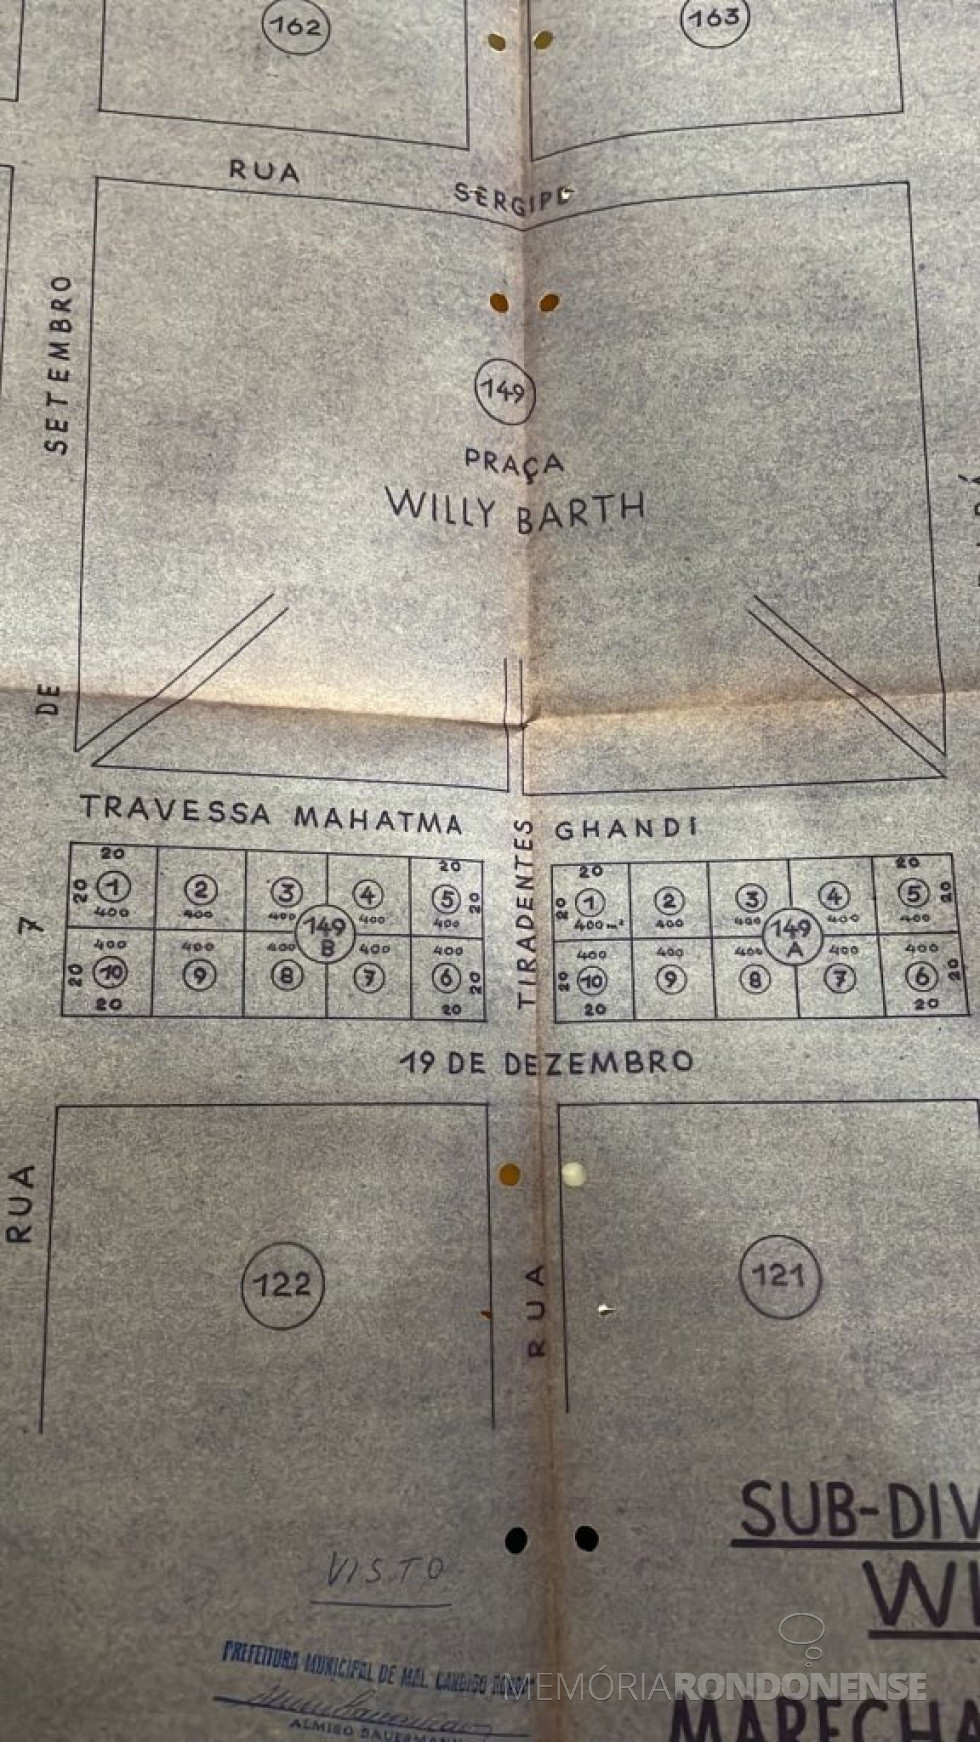 162
163
RUA
SERGIPE
SETEMBRO
149
PRAÇA
WILLY BARTH
DE
TRAVESSA MAHATMA
GHANDI
TIRADENTES
7
20
20
1
400
2
400
3
400
4
400
20
5
20
400
149
B
400
20
10
20
400
9
400
8
400
7
400
6
20
20
20
20
1
400m²
2
400
3
400
4
400
20
5
20
400
149
A
400
20
10
20
400
9
400
8
400
7
400
6
20
20
19 DE DEZEMBRO
RUA
122
121
RUA
SUB-DIV
WI
VISTO
PREFEITURA MUNICIPAL DE MAL. CANDIDO RONDON
ALMIRO BAUERMANN
MEMÓRIARONDONENSE
MARECHA